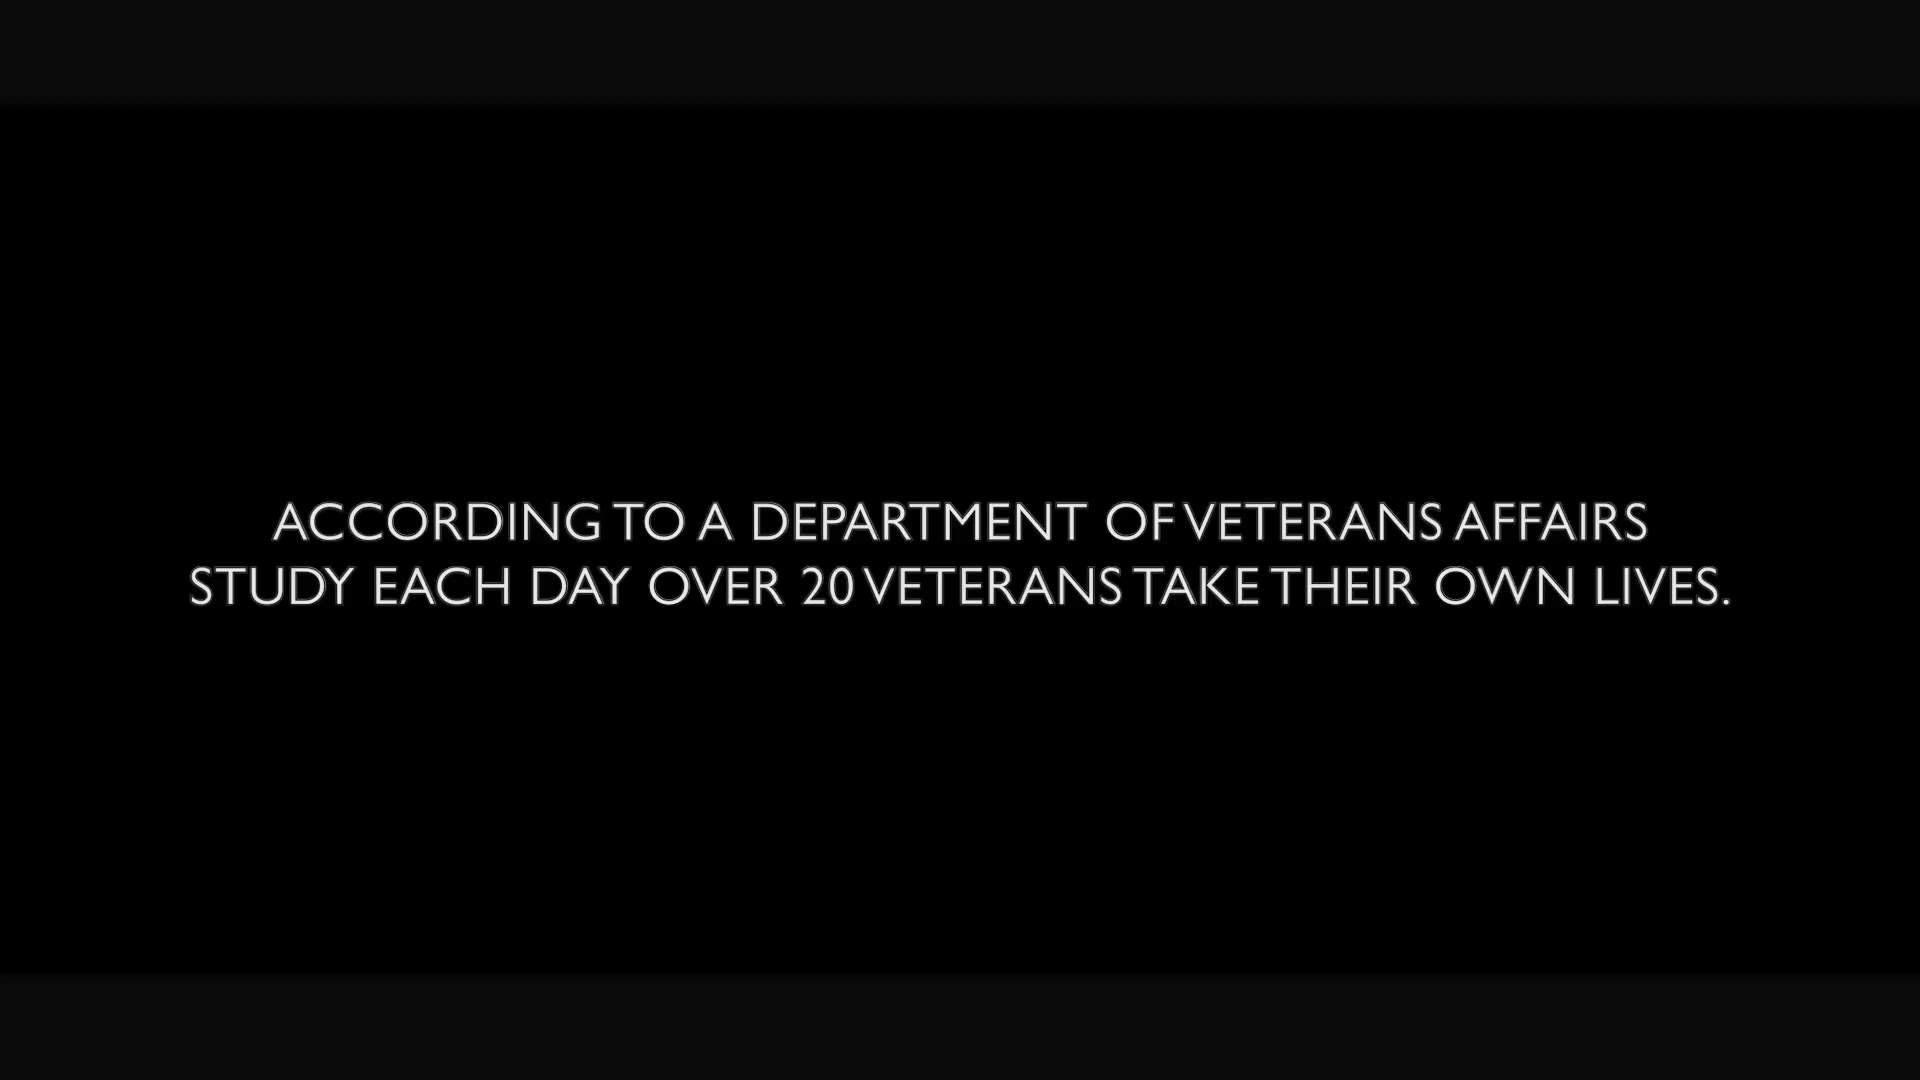 ACCORDING TO A DEPARTMENT OF VETERANS AFFAIRS
STUDY EACH DAY OVER 20 VETERANS TAKE THEIR OWN LIVES.